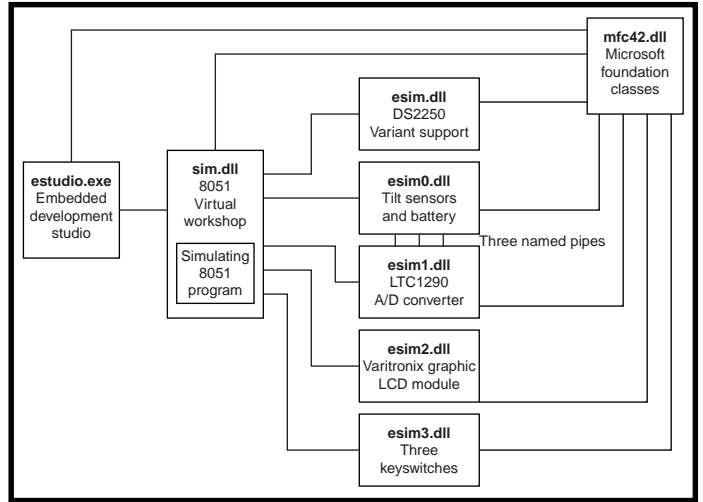 mfc42.dll
Microsoft
foundation
classes
esim.dll
DS2250
Variant support
estudio.exe
Embedded
development
studio
sim.dll
8051
Virtual
workshop
Simulating
8051
program
esim0.dll
Tilt sensors
and battery
Three named pipes
esim1.dll
LTC1290
A/D converter
esim2.dll
Varitronix graphic
LCD module
esim3.dll
Three
keyswitches